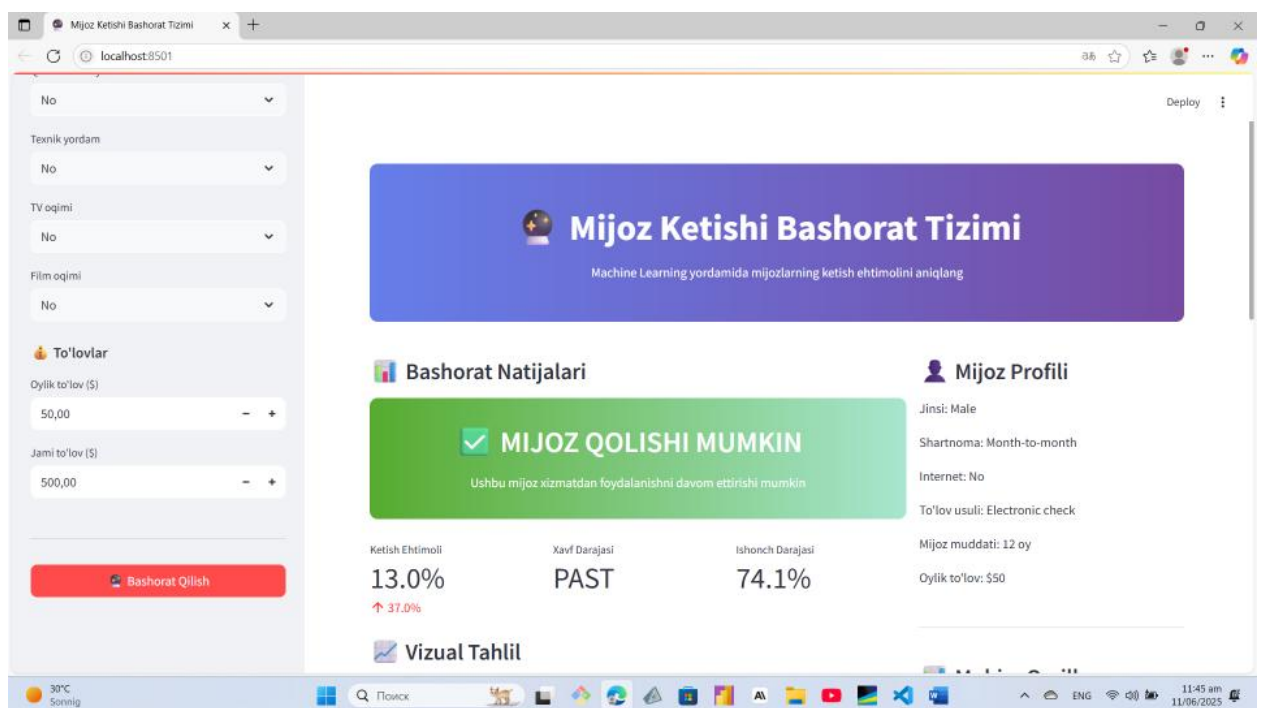 Mijoz Ketishi Bashorat Tizimi
localhost:8501
No
Texnik yordam
No
TV oqimi
No
Film oqimi
No
To'lovlar
Oylik to'lov ($)
50,00
Jami to'lov ($)
500,00
Bashorat Qilish
Deploy
Mijoz Ketishi Bashorat Tizimi
Machine Learning yordamida mijozlarning ketish ehtimolini aniqlang
Bashorat Natijalari
MIJOZ QOLISHI MUMKIN
Ushbu mijoz xizmatdan foydalanishni davom ettirishi mumkin
Ketish Ehtimoli
13.0%
↑ 37.0%
Xavf Darajasi
PAST
Ishonch Darajasi
74.1%
Vizual Tahlil
Mijoz Profili
Jinsi: Male
Shartnoma: Month-to-month
Internet: No
To'lov usuli: Electronic check
Mijoz muddati: 12 oy
Oylik to'lov: $50
30°C
Sonnig
Поиск
ENG
11:45 am
11/06/2025